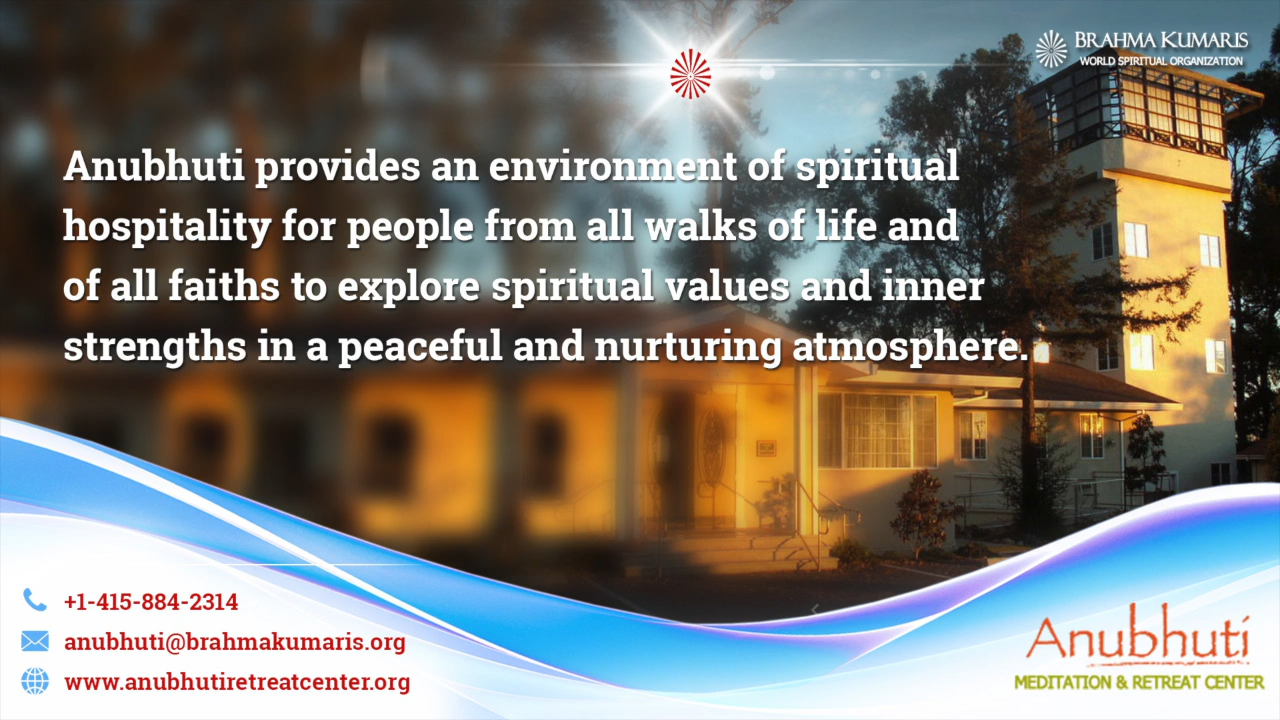 BRAHMA KUMARIS
WORLD SPIRITUAL ORGANIZATION
Anubhuti provides an environment of spiritual
hospitality for people from all walks of life and
of all faiths to explore spiritual values and inner
strengths in a peaceful and nurturing atmosphere.
+1-415-884-2314
anubhuti@brahmakumaris.org
www.anubhutiretreatcenter.org
Anubhuti
MEDITATION & RETREAT CENTER